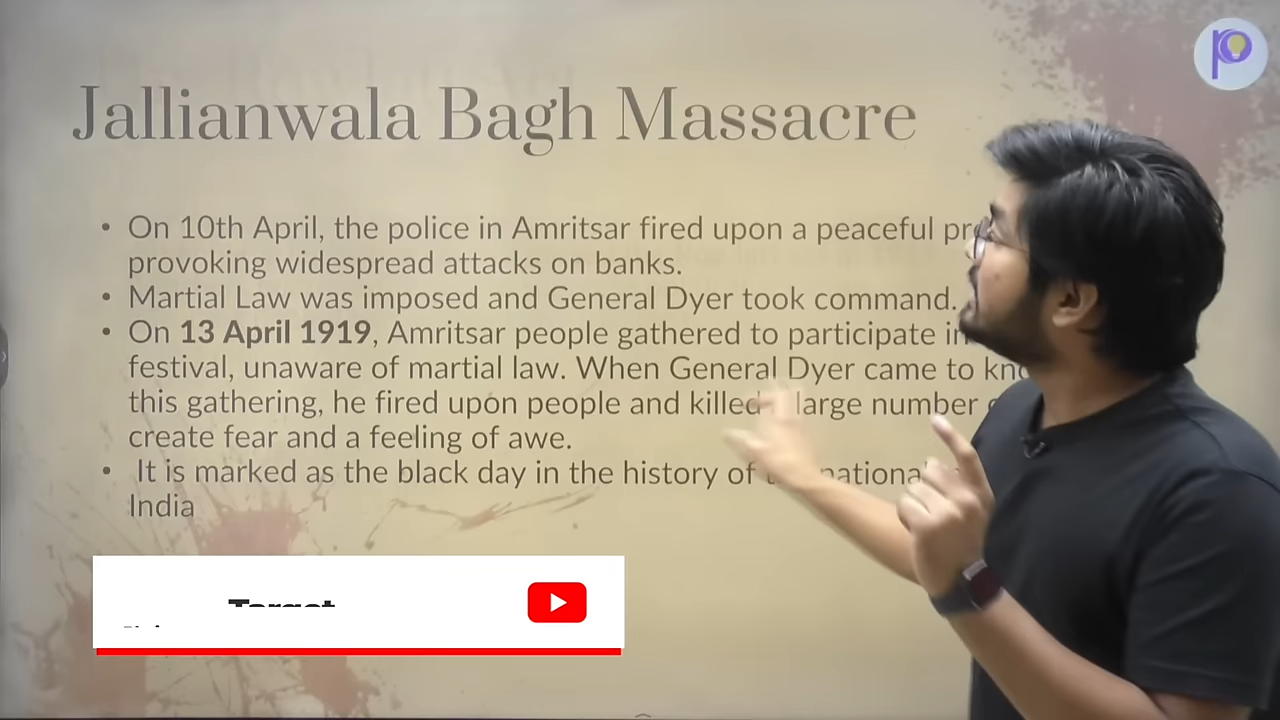 Jallianwala Bagh Massacre
• On 10th April, the police in Amritsar fired upon a peaceful
provoking widespread attacks on banks.
• Martial Law was imposed and General Dyer took command.
• On 13 April 1919, Amritsar people gathered to participate in
festival, unaware of martial law. When General Dyer came to
this gathering, he fired upon people and killed large number
create fear and a feeling of awe.
• It is marked as the black day in the history of
India
Target